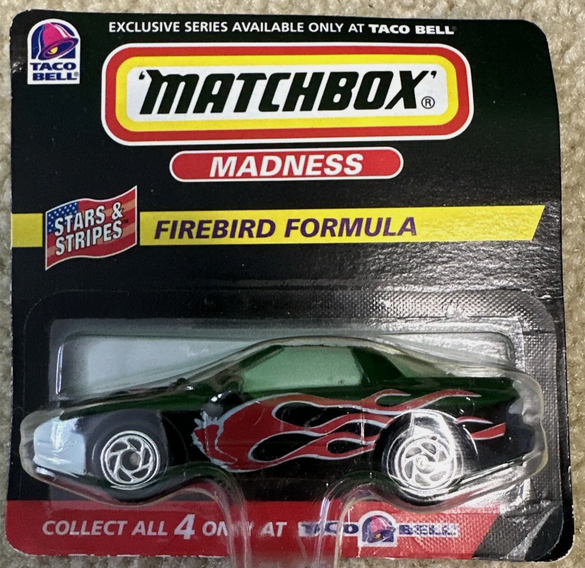 EXCLUSIVE SERIES AVAILABLE ONLY AT TACO BELL®
TACO
BELL®
'MATCHBOX'®
MADNESS
STARS &
STRIPES™
FIREBIRD FORMULA
COLLECT ALL 4 ONLY AT TACO BELL